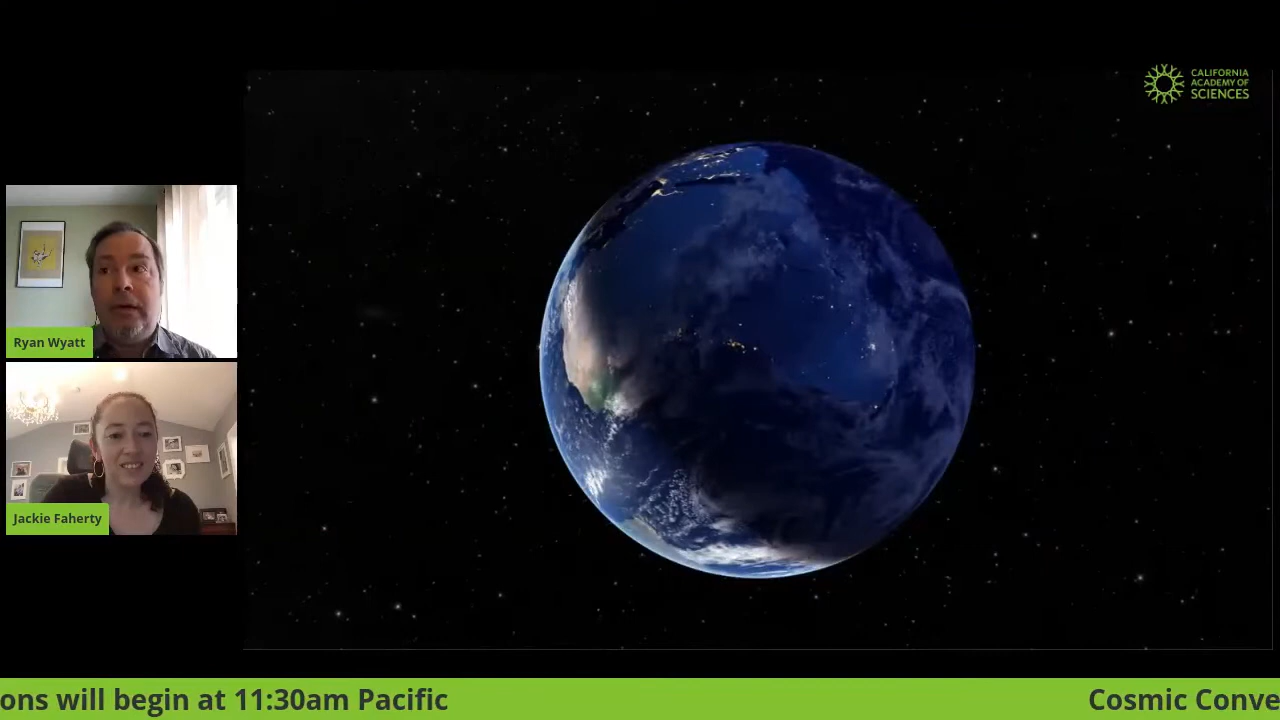 CALIFORNIA
ACADEMY OF
SCIENCES
Ryan Wyatt
Jackie Faherty
ons will begin at 11:30am Pacific
Cosmic Conve